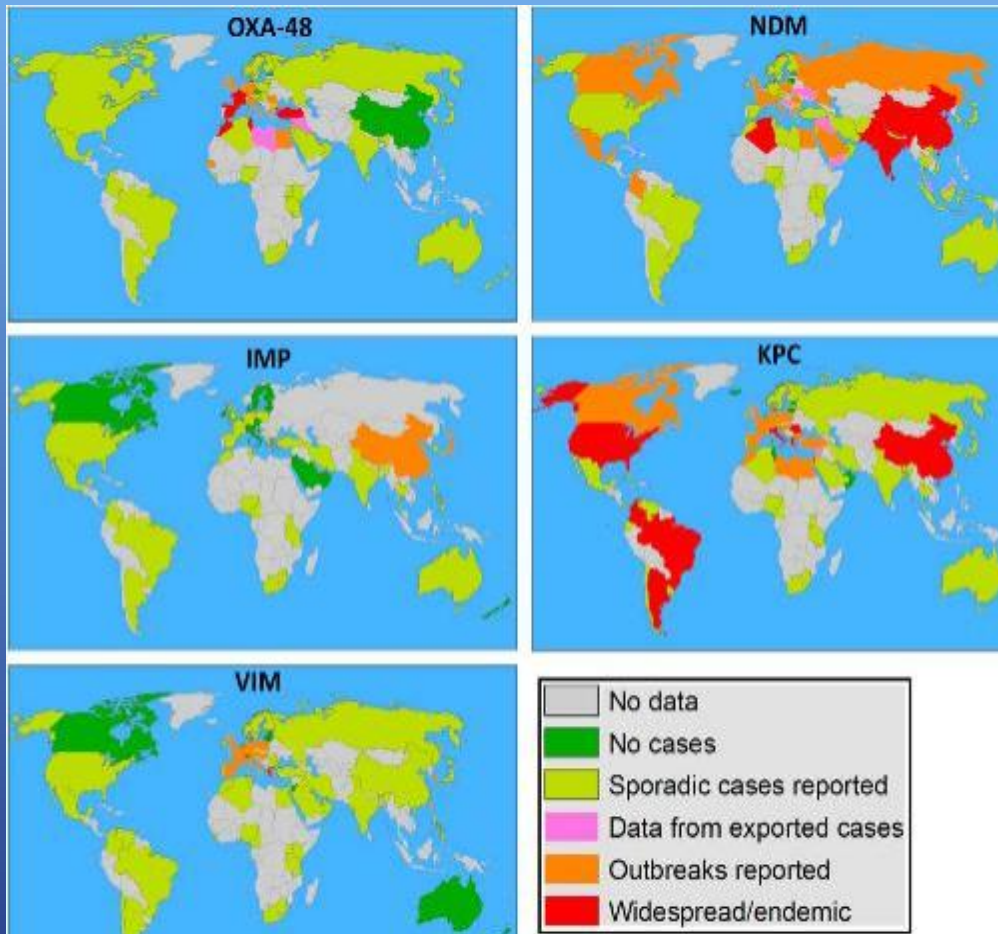 OXA-48
NDM
IMP
KPC
VIM
No data
No cases
Sporadic cases reported
Data from exported cases
Outbreaks reported
Widespread/endemic